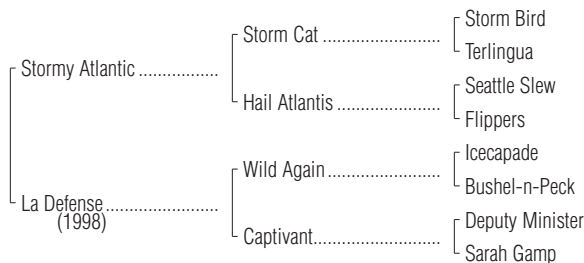 Storm Bird
Storm Cat ........................
Terlingua
Stormy Atlantic ................
Seattle Slew
Hail Atlantis .....................
Flippers
Icecapade
Wild Again .......................
Bushel-n-Peck
La Defense.......................
(1998)
Deputy Minister
Captivant..........................
Sarah Gamp